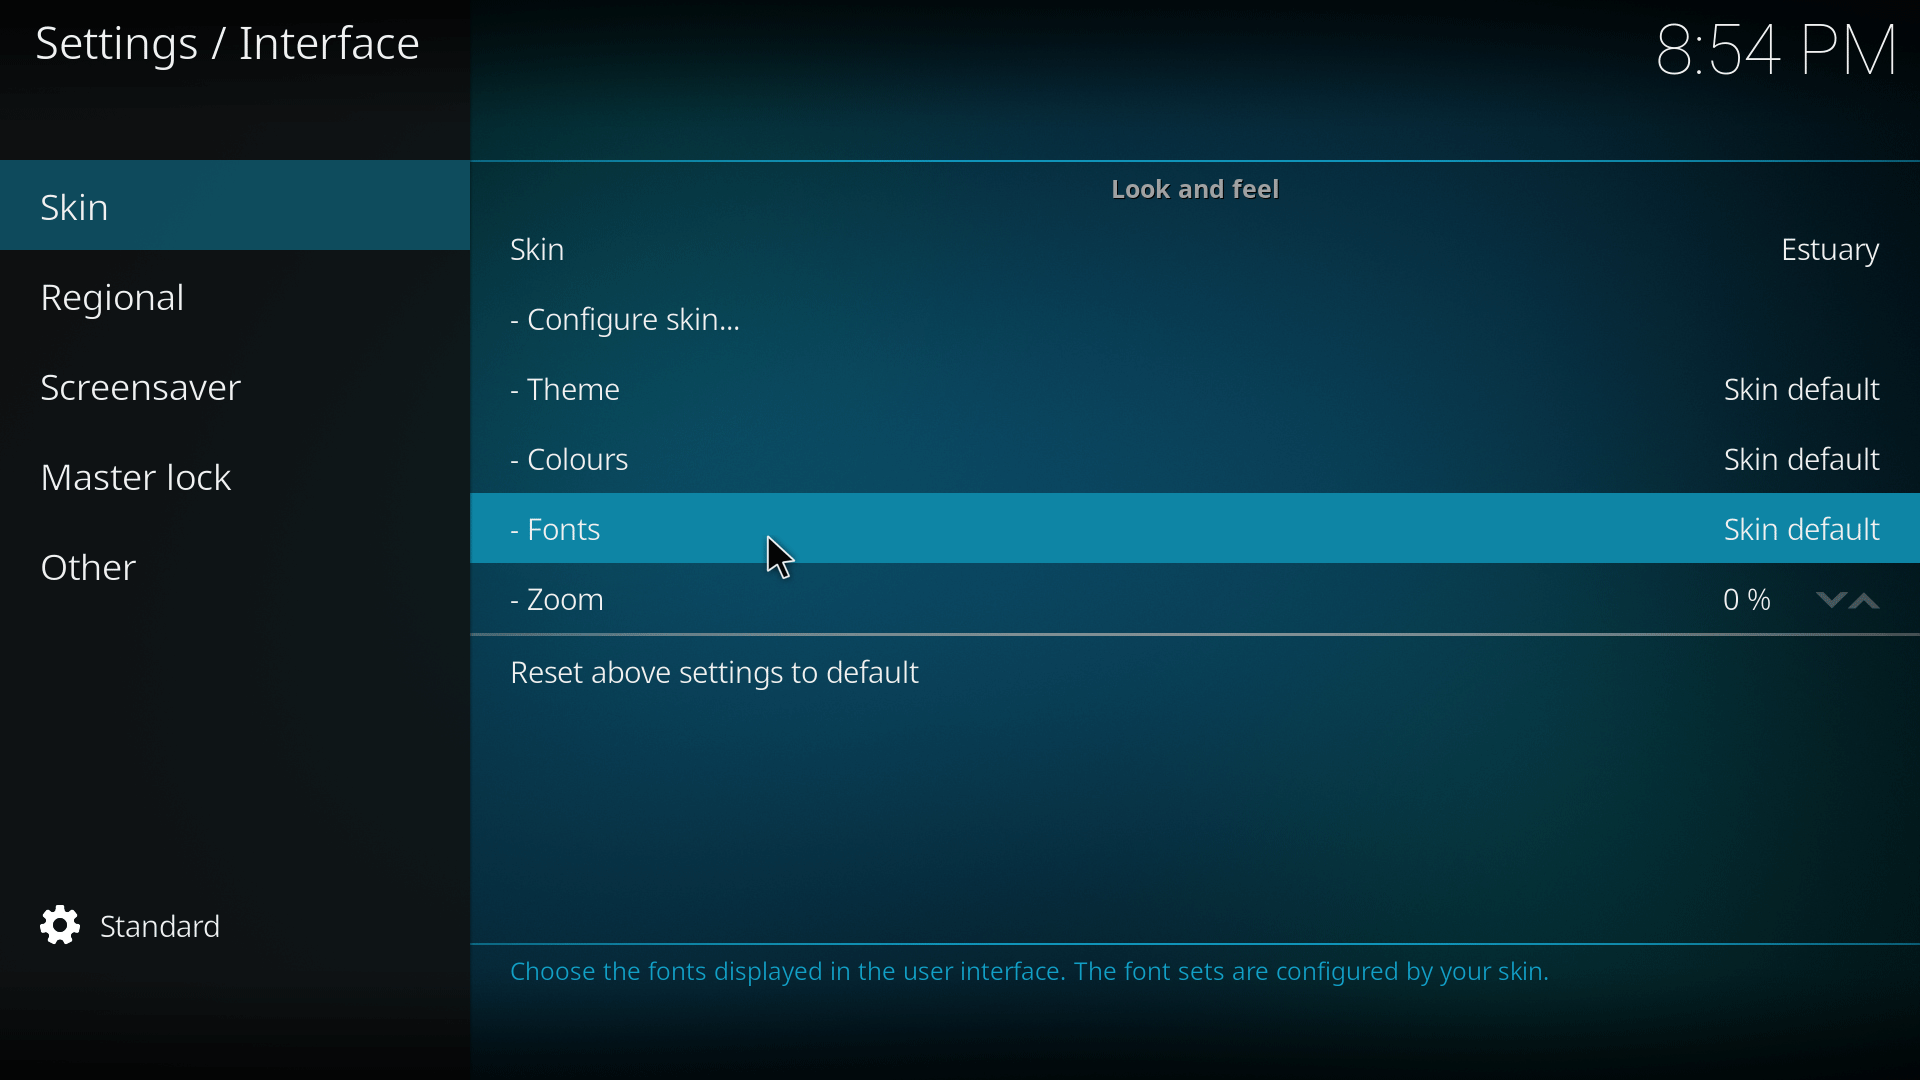 Settings / Interface
8:54 PM
Skin
Regional
Screensaver
Master lock
Other
Standard
Look and feel
Skin Estuary
- Configure skin...
- Theme Skin default
- Colours Skin default
- Fonts Skin default
- Zoom 0 %
Reset above settings to default
Choose the fonts displayed in the user interface. The font sets are configured by your skin.